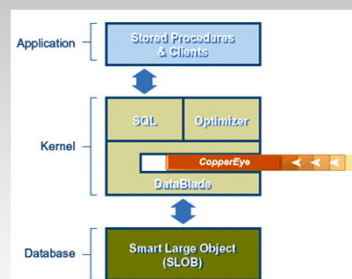 Application
Stored Procedures
& Clients
SQL
Optimizer
Kernel
CopperEye
DataBlade
Database
Smart Large Object
(SLOB)